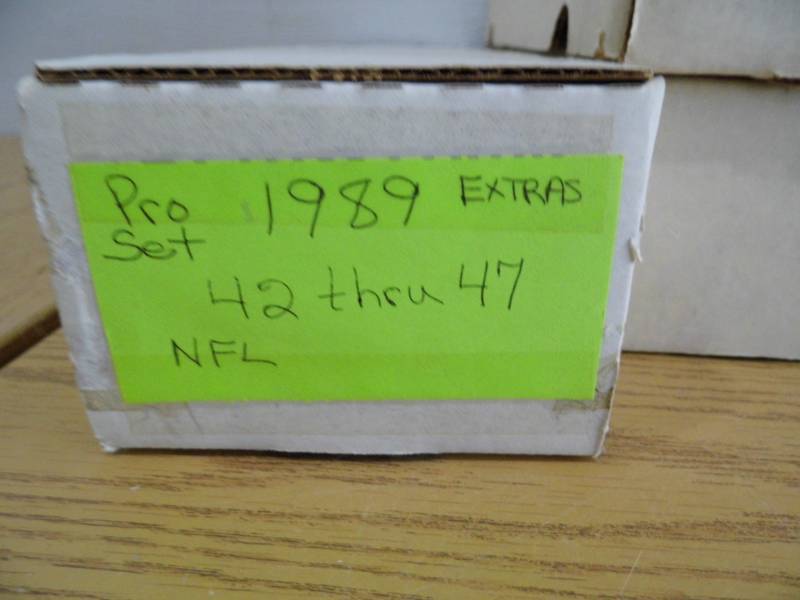 Pro Set 1989 EXTRAS
42 thru 47
NFL